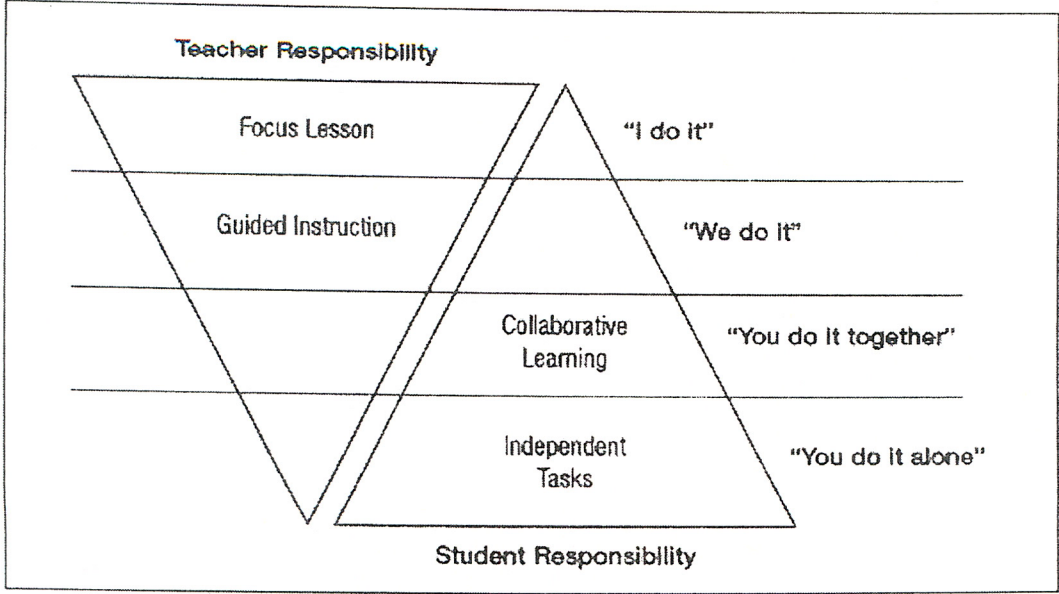 Teacher Responsibility
Focus Lesson
"I do it"
Guided Instruction
"We do it"
Collaborative
Learning
"You do it together"
Independent
Tasks
"You do it alone"
Student Responsibility